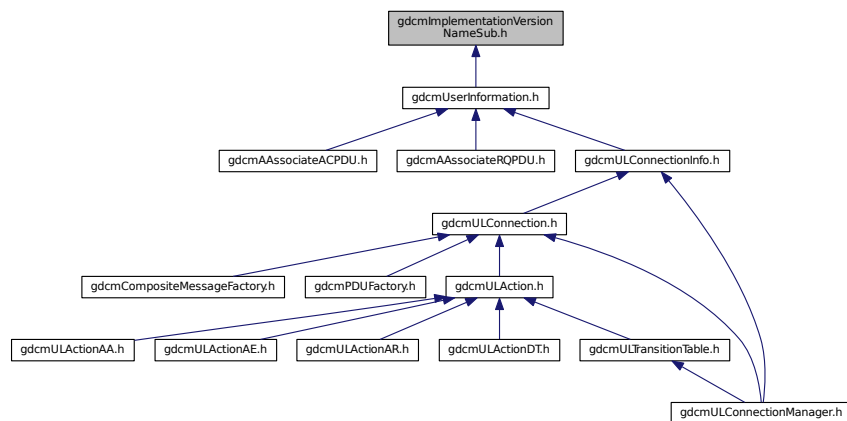 gdcmImplementationVersion
NameSub.h
gdcmUserInformation.h
gdcmAAssociateACPDU.h
gdcmAAssociateRQPDU.h
gdcmULConnectionInfo.h
gdcmULConnection.h
gdcmCompositeMessageFactory.h
gdcmPDUFactory.h
gdcmULAction.h
gdcmULActionAA.h
gdcmULActionAE.h
gdcmULActionAR.h
gdcmULActionDT.h
gdcmULTransitionTable.h
gdcmULConnectionManager.h